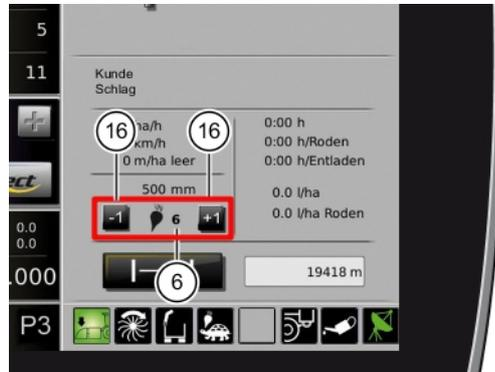 5
11
Kunde
Schlag
16
16
ha/h
km/h
0 m/ha leer
500 mm
0:00 h
0:00 h/Roden
0:00 h/Entladen
0.0 l/ha
0.0 l/ha Roden
-1
6
+1
6
19418 m
ect
0.0
0.0
.000
P3